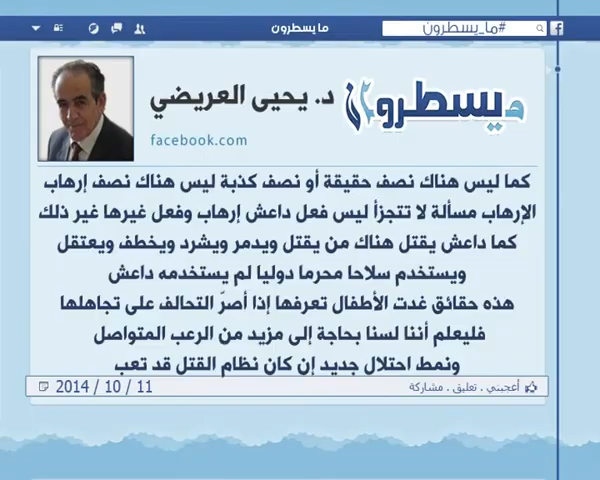 ما يسطرون
#ما_يسطرون
ما يسطرون
د. يحيى العريضي
facebook.com
كما ليس هناك نصف حقيقة أو نصف كذبة ليس هناك نصف إرهاب
الإرهاب مسألة لا تتجزأ ليس فعل داعش إرهاب وفعل غيرها غير ذلك
كما داعش يقتل هناك من يقتل ويدمر ويشرد ويخطف ويعتقل
ويستخدم سلاحا محرما دوليا لم يستخدمه داعش
هذه حقائق غدت الأطفال تعرفها إذا أصرّ التحالف على تجاهلها
فليعلم أننا لسنا بحاجة إلى مزيد من الرعب المتواصل
ونمط احتلال جديد إن كان نظام القتل قد تعب
أعجبني . تعليق . مشاركة
2014 / 10 / 11